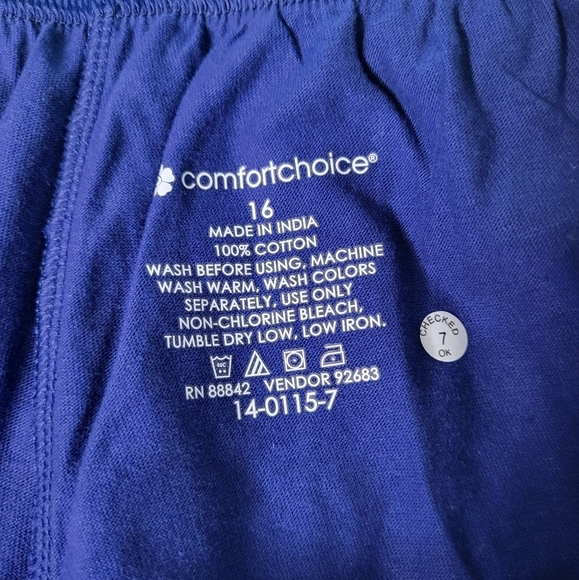 comfortchoice®
16
MADE IN INDIA
100% COTTON
WASH BEFORE USING, MACHINE
WASH WARM, WASH COLORS
SEPARATELY, USE ONLY
NON-CHLORINE BLEACH,
TUMBLE DRY LOW, LOW IRON.
40C
RN 88842 VENDOR 92683
14-0115-7
CHECKED
7
OK